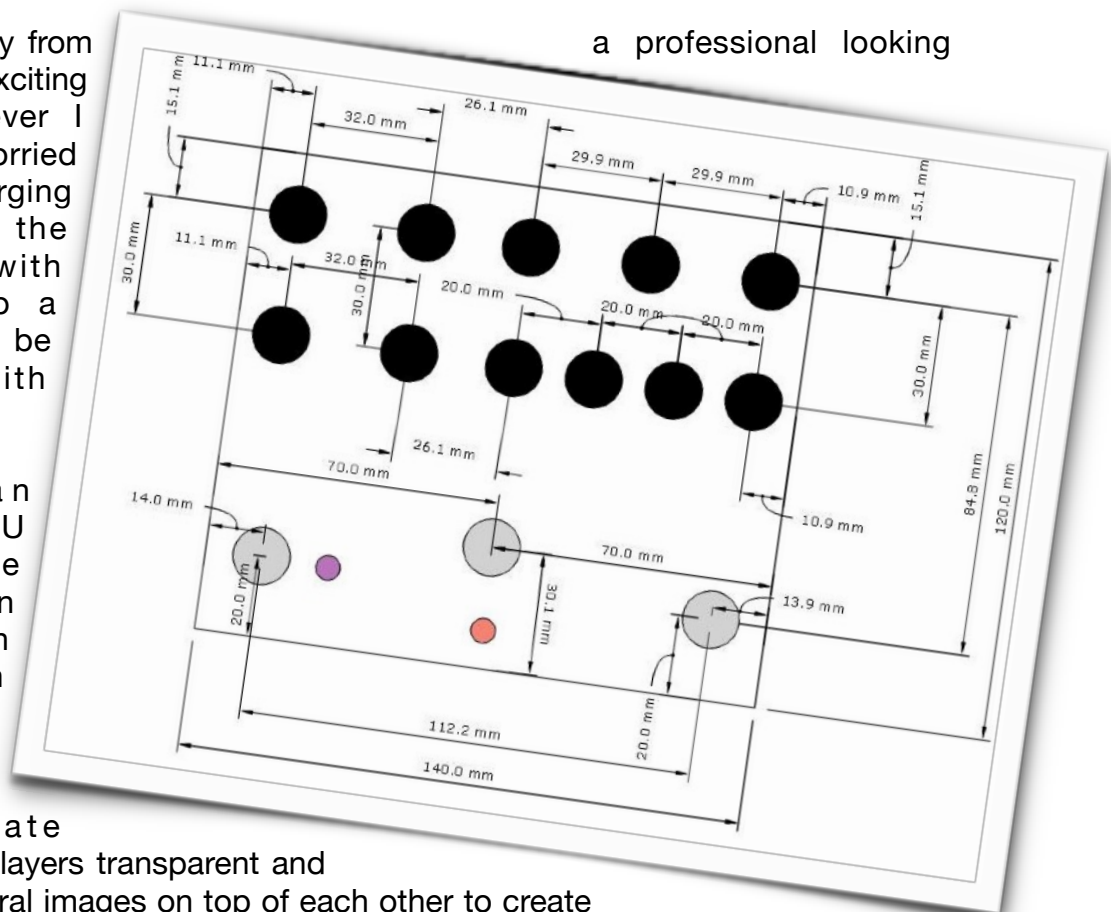 y from
xciting
ver I
orried
rging
the
with
o a
be
ith
an
U
e
n
n
n
ate
layers transparent and
ral images on top of each other to create
a professional looking
15.1 mm
11.1 mm
32.0 mm
26.1 mm
29.9 mm
29.9 mm
10.9 mm
15.1 mm
30.0 mm
11.1 mm
32.0 mm
30.0 mm
20.0 mm
20.0 mm
20.0 mm
30.0 mm
26.1 mm
70.0 mm
14.0 mm
10.9 mm
84.8 mm
120.0 mm
70.0 mm
20.0 mm
30.1 mm
13.9 mm
20.0 mm
112.2 mm
140.0 mm